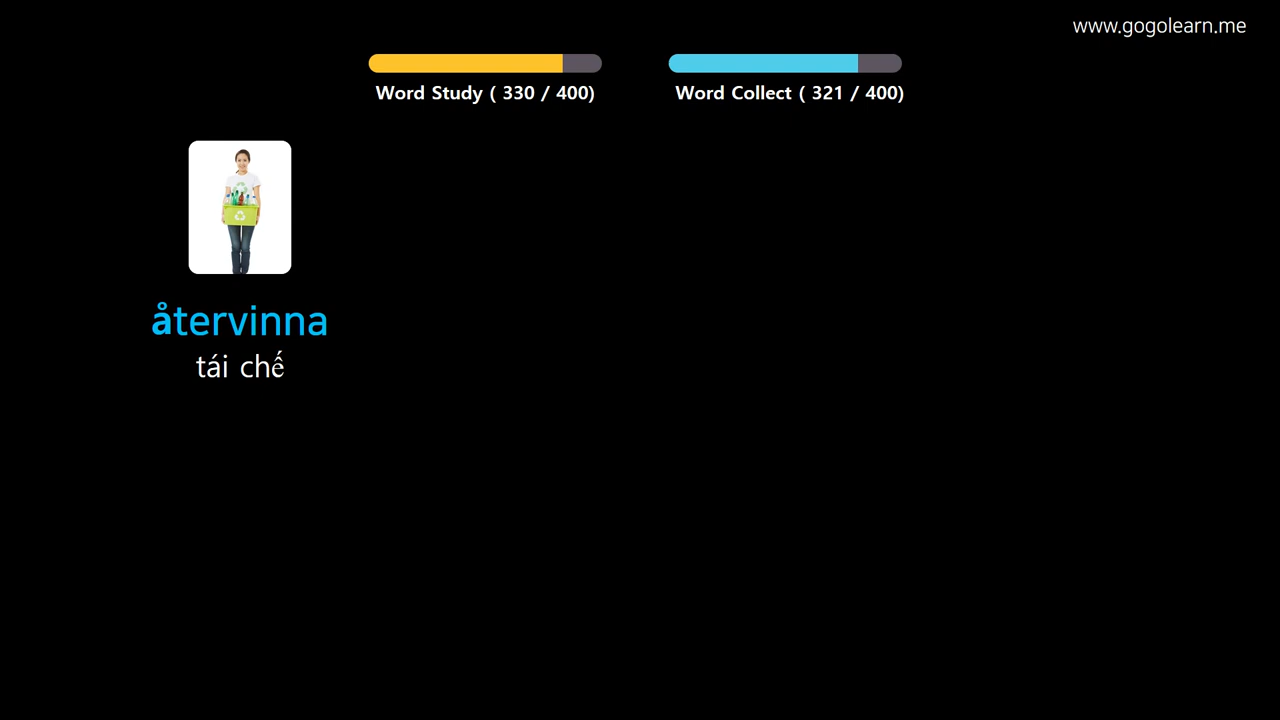 www.gogolearn.me
Word Study ( 330 / 400)
Word Collect ( 321 / 400)
återvinna
tái chế